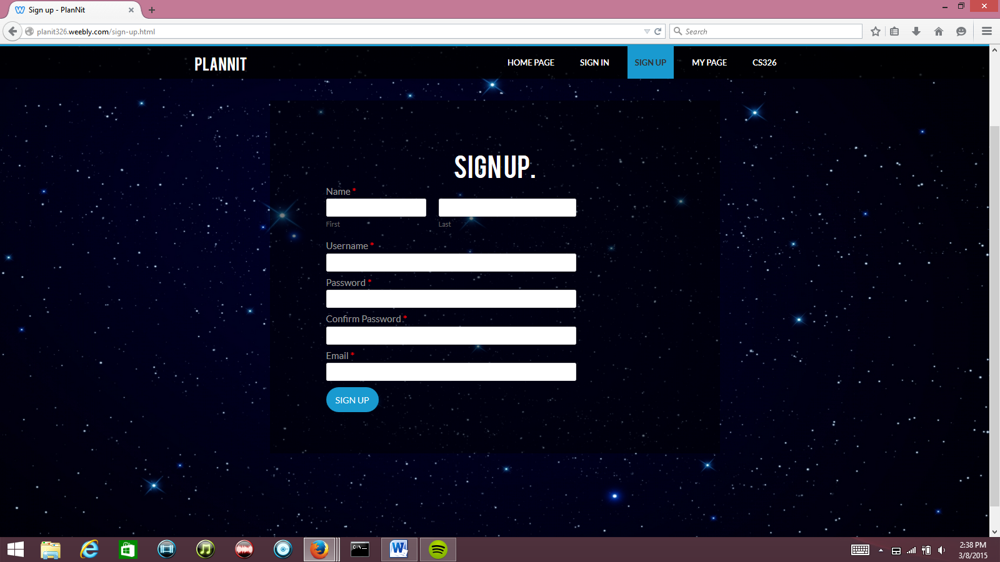 Sign up - PlanNit
planit326.weebly.com/sign-up.html
Search
PLANNIT
HOME PAGE
SIGN IN
SIGN UP
MY PAGE
CS326
SIGN UP.
Name *
First
Last
Username *
Password *
Confirm Password *
Email *
SIGN UP
C:\_
W
2:38 PM
3/8/2015